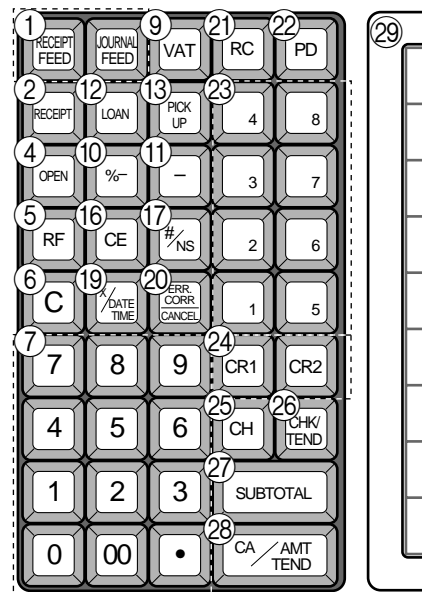 1 9 21 22 29
RECEIPT FEED JOURNAL FEED VAT RC PD
2 12 13 23
RECEIPT LOAN PICK UP 4 8
4 10 11
OPEN %– – 3 7
5 16 17
RF CE #/NS 2 6
6 19 20
C X/DATE TIME ERR. CORR CANCEL 1 5
7 24
7 8 9 CR1 CR2
25 26
4 5 6 CH CHK/TEND
27
1 2 3 SUBTOTAL
28
0 00 • CA/AMT TEND